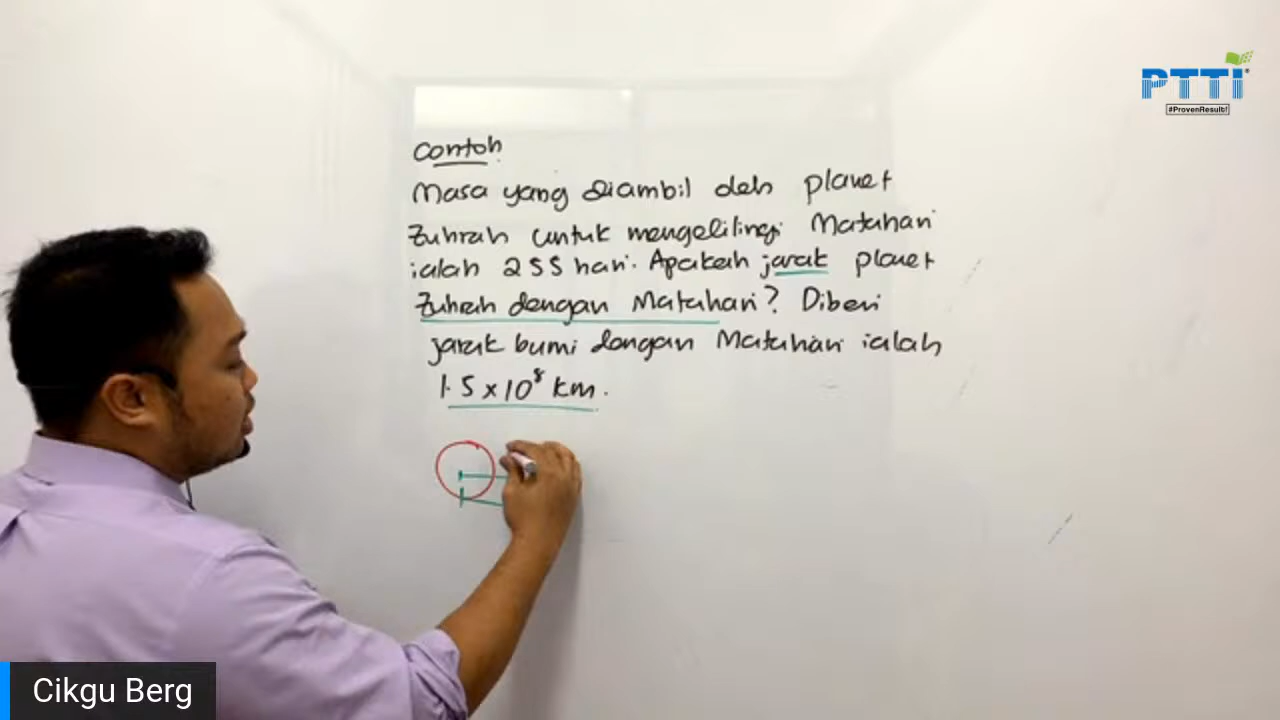 Contoh
Masa yang diambil oleh planet
Zuhrah untuk mengelilingi Matahari
ialah 255 hari. Apakah jarak planet
Zuhrah dengan Matahari? Diberi
jarak bumi dengan Matahari ialah
1.5 x 10⁸ km.
PTTI
#ProvenResult!
Cikgu Berg